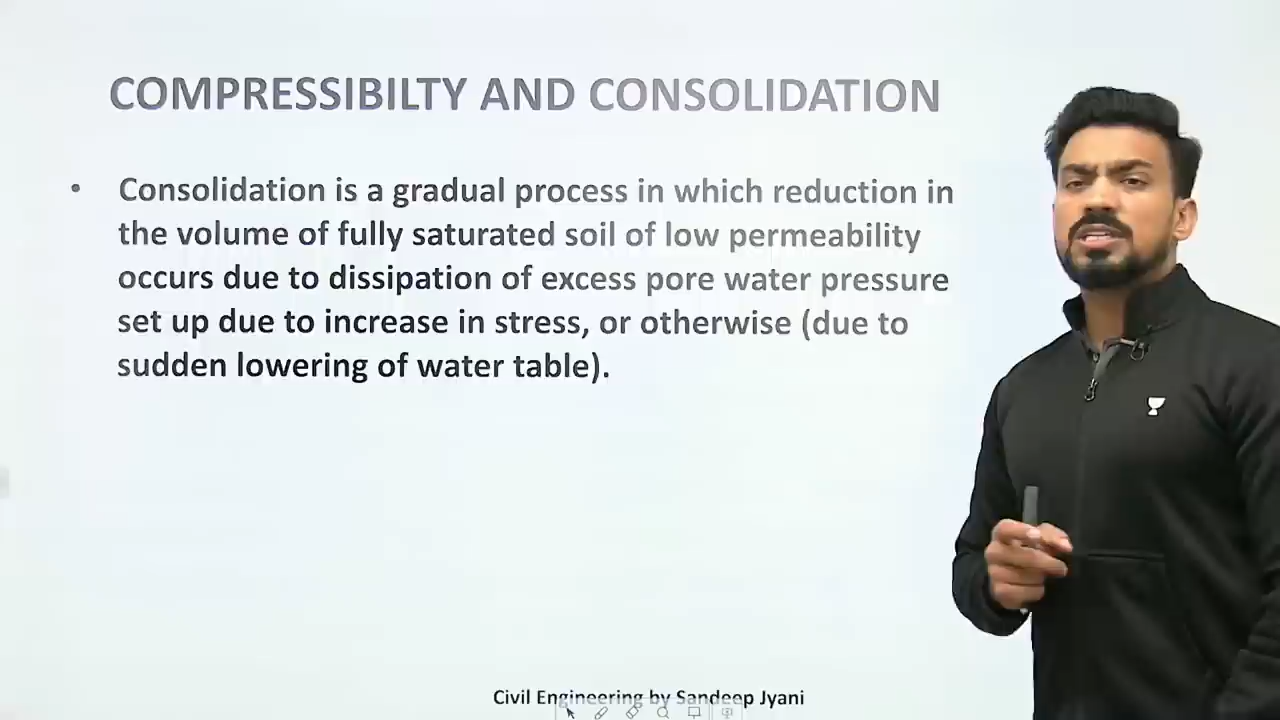 COMPRESSIBILTY AND CONSOLIDATION
• Consolidation is a gradual process in which reduction in
the volume of fully saturated soil of low permeability
occurs due to dissipation of excess pore water pressure
set up due to increase in stress, or otherwise (due to
sudden lowering of water table).
Civil Engineering by Sandeep Jyani